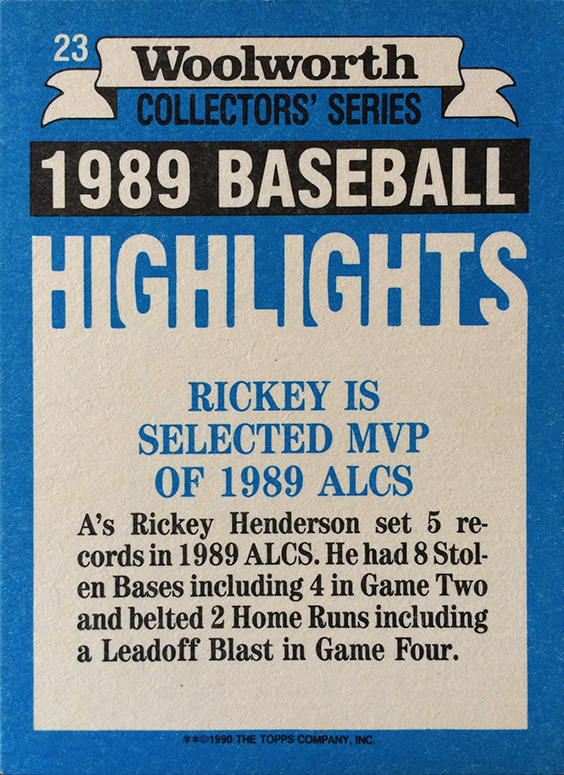 23
Woolworth
COLLECTORS' SERIES
1989 BASEBALL
HIGHLIGHTS
RICKEY IS
SELECTED MVP
OF 1989 ALCS
A's Rickey Henderson set 5 re-
cords in 1989 ALCS. He had 8 Stol-
en Bases including 4 in Game Two
and belted 2 Home Runs including
a Leadoff Blast in Game Four.
**©1990 THE TOPPS COMPANY, INC.